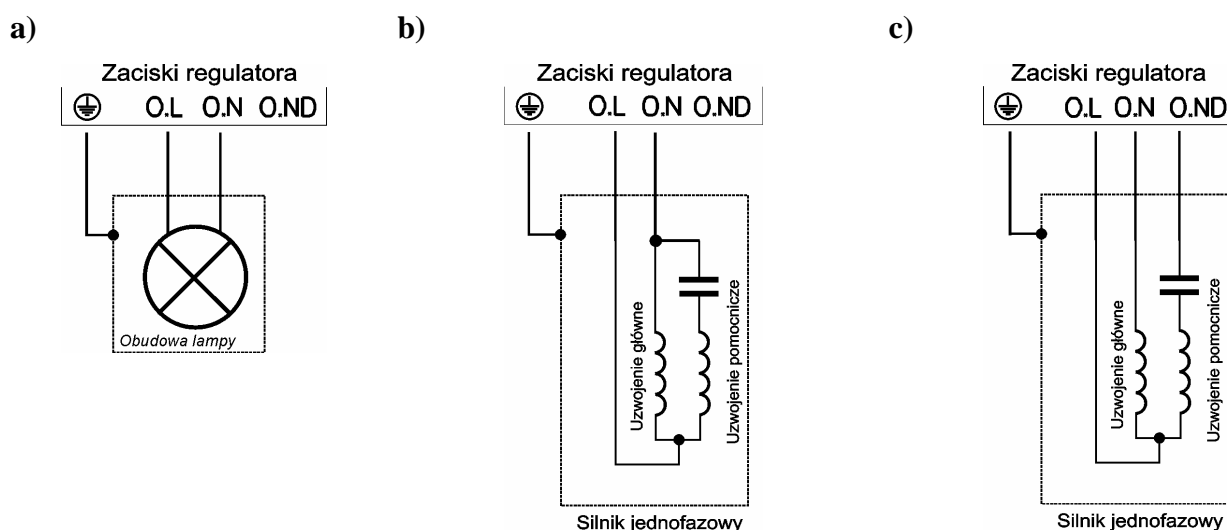 a)
b)
c)
Zaciski regulatora
O.L O.N O.ND
Obudowa lampy
Zaciski regulatora
O.L O.N O.ND
Uzwojenie główne
Uzwojenie pomocnicze
Silnik jednofazowy
Zaciski regulatora
O.L O.N O.ND
Uzwojenie główne
Uzwojenie pomocnicze
Silnik jednofazowy